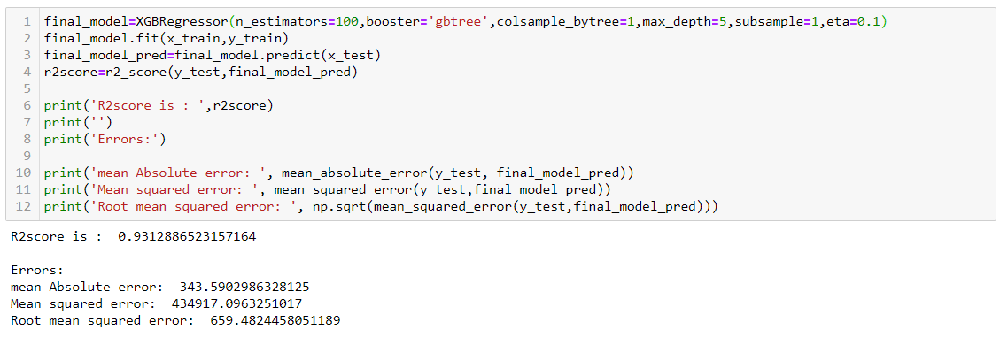 1 final_model=XGBRegressor(n_estimators=100,booster='gbtree',colsample_bytree=1,max_depth=5,subsample=1,eta=0.1)
2 final_model.fit(x_train,y_train)
3 final_model_pred=final_model.predict(x_test)
4 r2score=r2_score(y_test,final_model_pred)
5
6 print('R2score is : ',r2score)
7 print('')
8 print('Errors:')
9
10 print('mean Absolute error: ', mean_absolute_error(y_test, final_model_pred))
11 print('Mean squared error: ', mean_squared_error(y_test,final_model_pred))
12 print('Root mean squared error: ', np.sqrt(mean_squared_error(y_test,final_model_pred)))
R2score is :  0.9312886523157164
Errors:
mean Absolute error:  343.5902986328125
Mean squared error:  434917.0963251017
Root mean squared error:  659.4824458051189